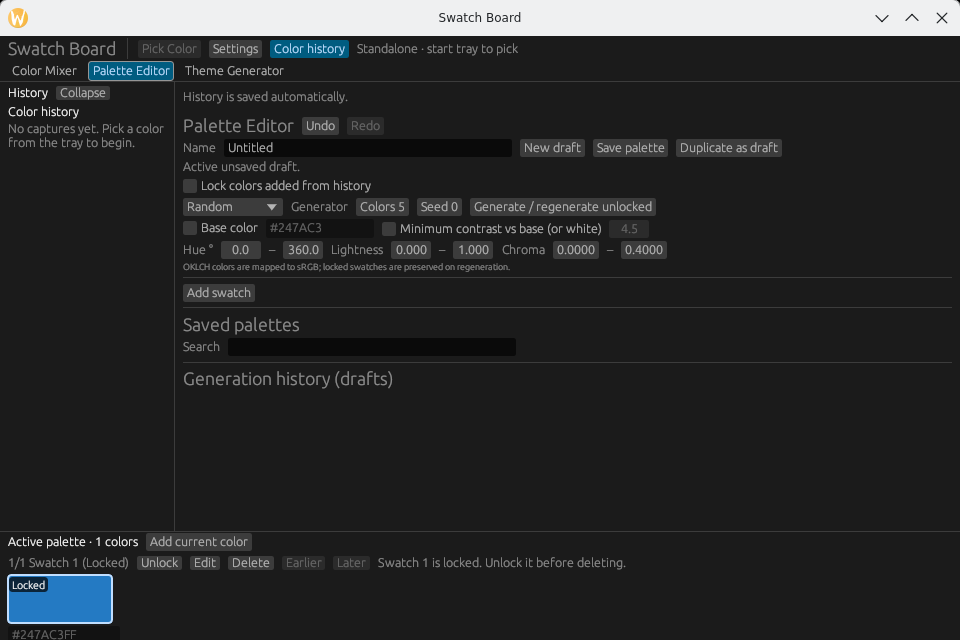 Swatch Board
Swatch Board Pick Color Settings Color history Standalone · start tray to pick
Color Mixer Palette Editor Theme Generator
History Collapse
Color history
No captures yet. Pick a color
from the tray to begin.
History is saved automatically.
Palette Editor Undo Redo
Name Untitled New draft Save palette Duplicate as draft
Active unsaved draft.
Lock colors added from history
Random Generator Colors 5 Seed 0 Generate / regenerate unlocked
Base color #247AC3 Minimum contrast vs base (or white) 4.5
Hue ° 0.0 – 360.0 Lightness 0.000 – 1.000 Chroma 0.0000 – 0.4000
OKLCH colors are mapped to sRGB; locked swatches are preserved on regeneration.
Add swatch
Saved palettes
Search
Generation history (drafts)
Active palette · 1 colors Add current color
1/1 Swatch 1 (Locked) Unlock Edit Delete Earlier Later Swatch 1 is locked. Unlock it before deleting.
Locked
#247AC3FF